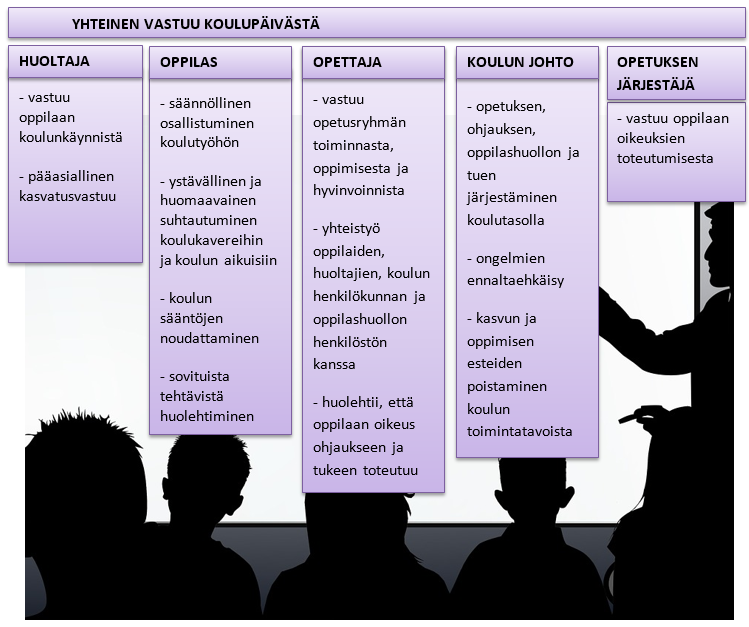 YHTEINEN VASTUU KOULUPÄIVÄSTÄ
HUOLTAJA
- vastuu
oppilaan
koulunkäynnistä
- pääasiallinen
kasvatusvastuu
OPPILAS
- säännöllinen
osallistuminen
koulutyöhön
- ystävällinen ja
huomaavainen
suhtautuminen
koulukavereihin
ja koulun aikuisiin
- koulun
sääntöjen
noudattaminen
- sovituista
tehtävistä
huolehtiminen
OPETTAJA
- vastuu
opetusryhmän
toiminnasta,
oppimisesta ja
hyvinvoinnista
- yhteistyö
oppilaiden,
huoltajien, koulun
henkilökunnan ja
oppilashuollon
henkilöstön
kanssa
- huolehtii, että
oppilaan oikeus
ohjaukseen ja
tukeen toteutuu
KOULUN JOHTO
- opetuksen,
ohjauksen,
oppilashuollon ja
tuen
järjestäminen
koulutasolla
- ongelmien
ennaltaehkäisy
- kasvun ja
oppimisen
esteiden
poistaminen
koulun
toimintatavoista
OPETUKSEN
JÄRJESTÄJÄ
- vastuu oppilaan
oikeuksien
toteutumisesta